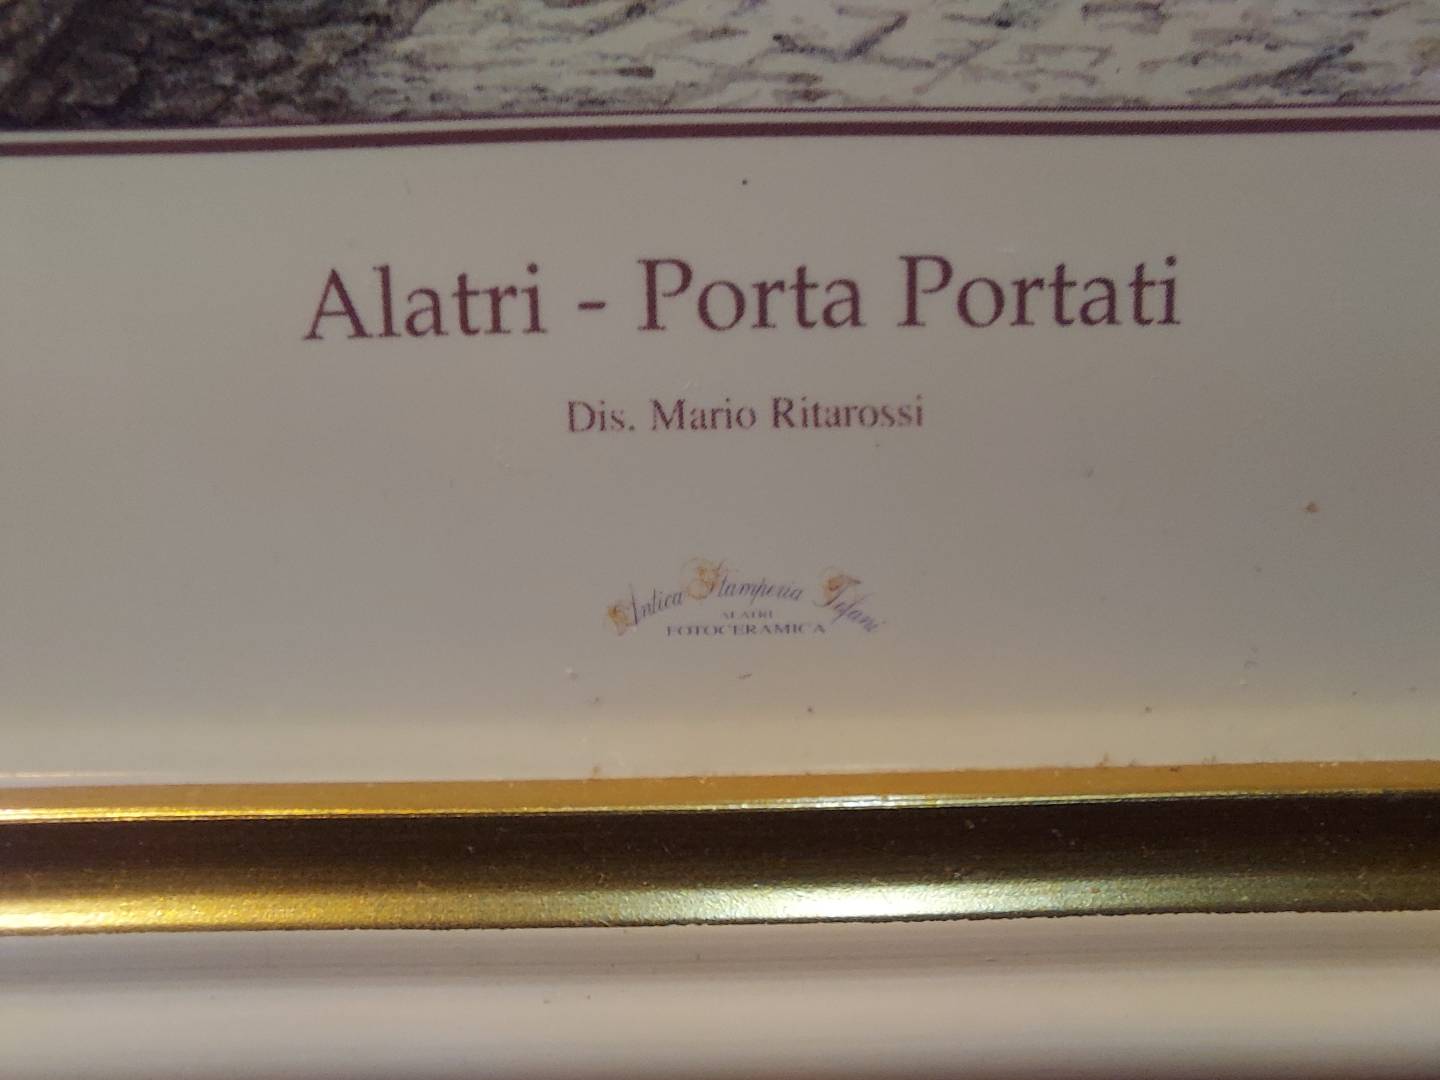 Alatri - Porta Portati
Dis. Mario Ritarossi
Antica Stamperia Tofani
ALATRI
FOTOCERAMICA